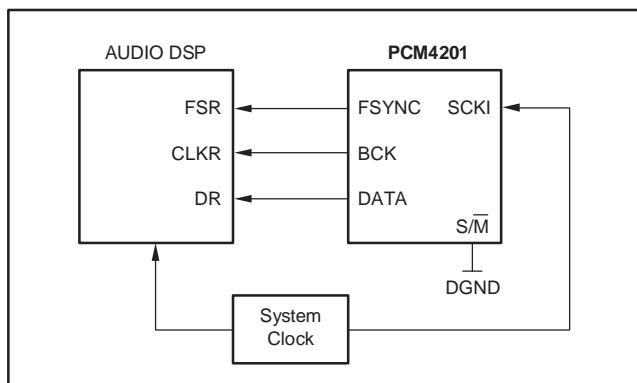 AUDIO DSP
PCM4201
FSR
FSYNC
SCKI
CLKR
BCK
DR
DATA
S/M̅
DGND
System
Clock